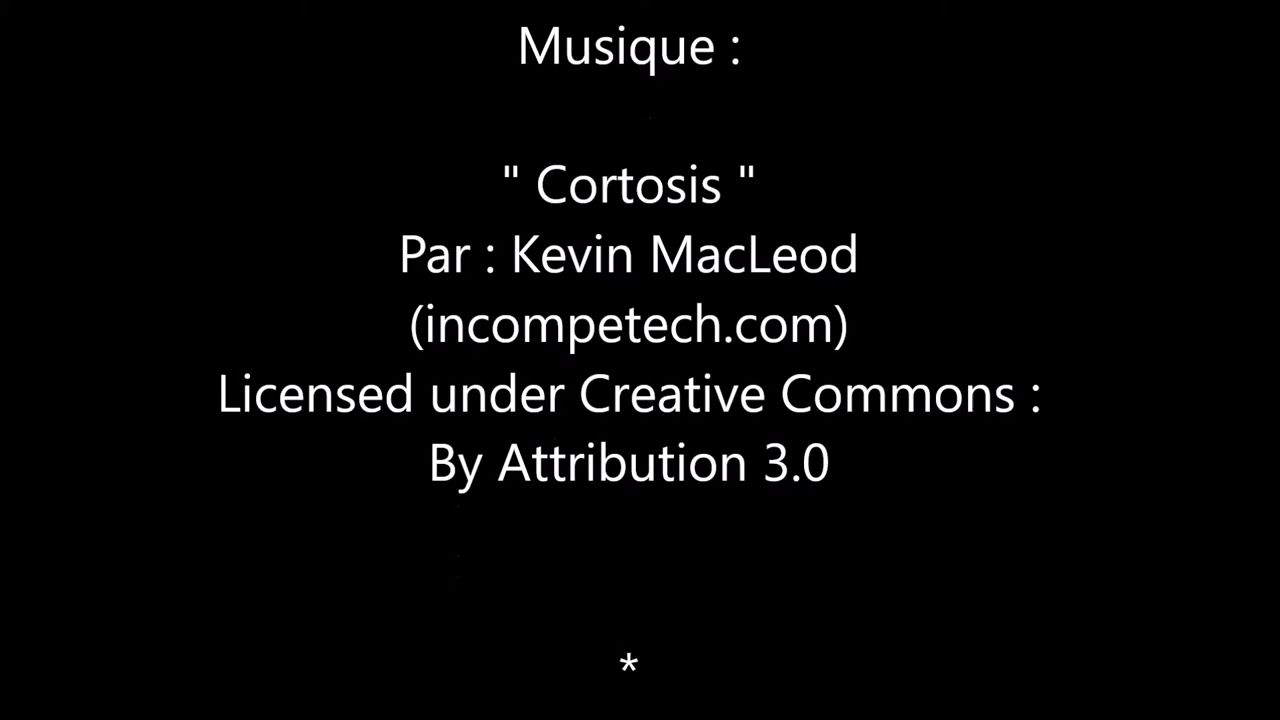 Musique :
" Cortosis "
Par : Kevin MacLeod
(incompetech.com)
Licensed under Creative Commons :
By Attribution 3.0
*